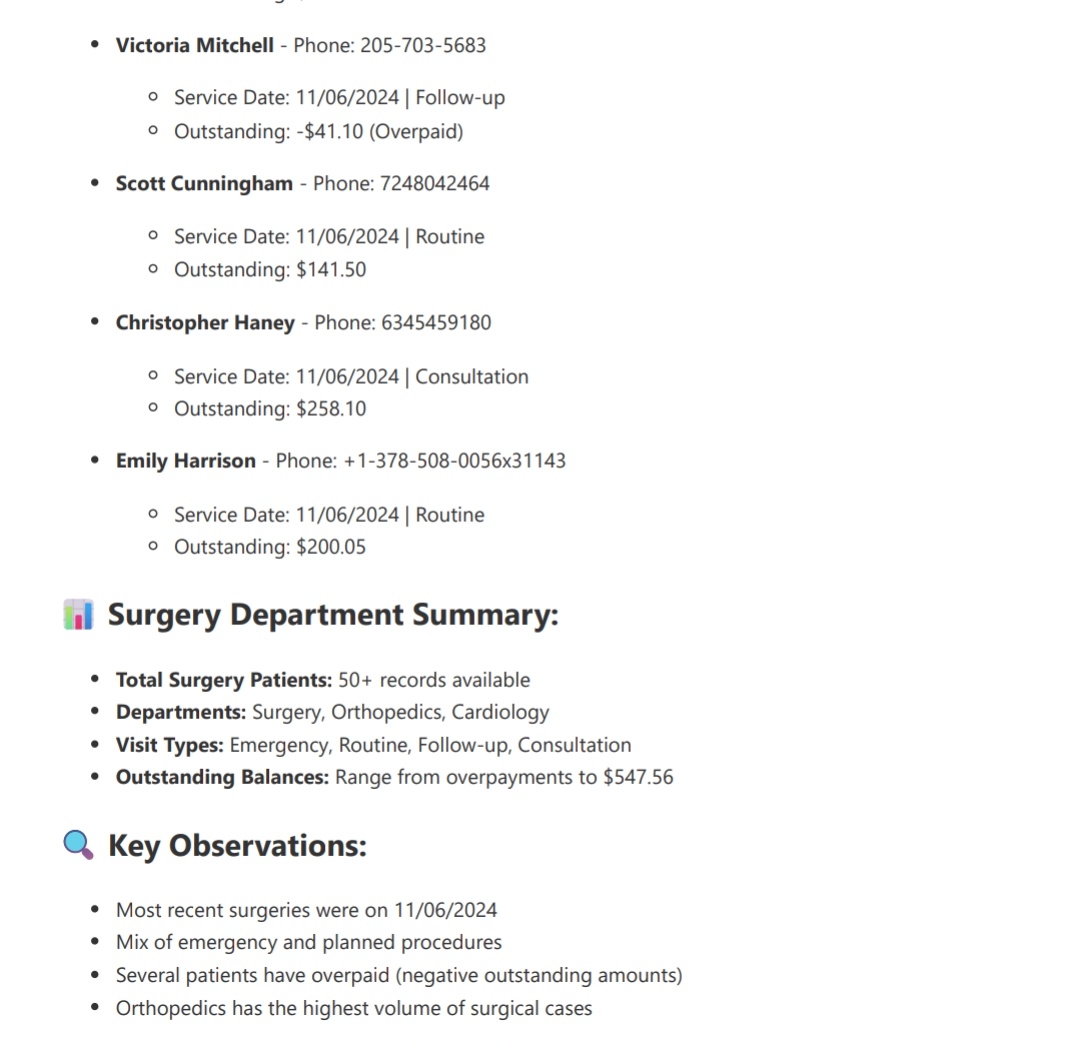 Victoria Mitchell - Phone: 205-703-5683
Service Date: 11/06/2024 | Follow-up
Outstanding: -$41.10 (Overpaid)
Scott Cunningham - Phone: 7248042464
Service Date: 11/06/2024 | Routine
Outstanding: $141.50
Christopher Haney - Phone: 6345459180
Service Date: 11/06/2024 | Consultation
Outstanding: $258.10
Emily Harrison - Phone: +1-378-508-0056x31143
Service Date: 11/06/2024 | Routine
Outstanding: $200.05
Surgery Department Summary:
Total Surgery Patients: 50+ records available
Departments: Surgery, Orthopedics, Cardiology
Visit Types: Emergency, Routine, Follow-up, Consultation
Outstanding Balances: Range from overpayments to $547.56
Key Observations:
Most recent surgeries were on 11/06/2024
Mix of emergency and planned procedures
Several patients have overpaid (negative outstanding amounts)
Orthopedics has the highest volume of surgical cases